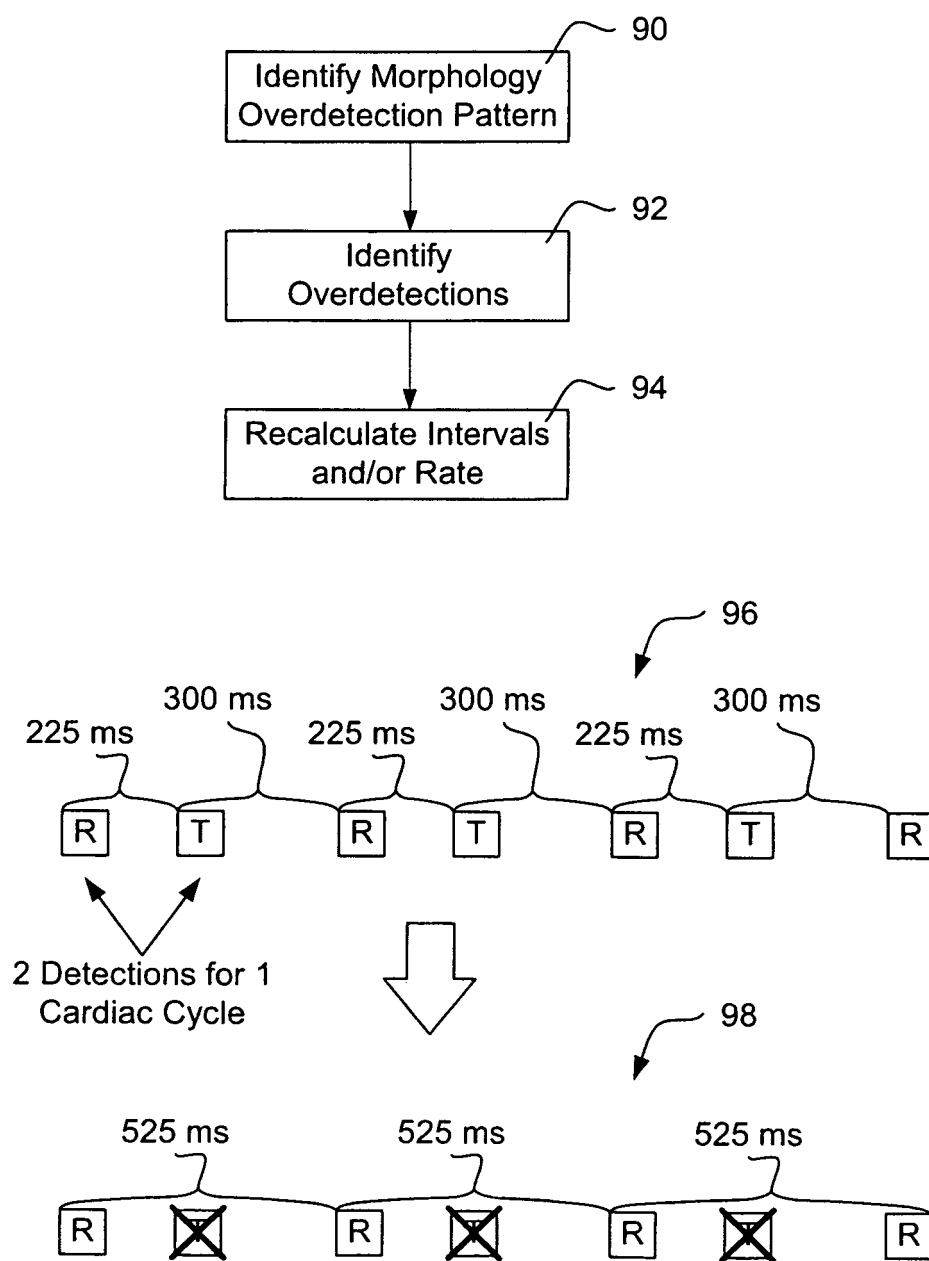 90
Identify Morphology
Overdetection Pattern
92
Identify
Overdetections
94
Recalculate Intervals
and/or Rate
96
300 ms 300 ms 300 ms
225 ms 225 ms 225 ms
R T R T R T R
2 Detections for 1
Cardiac Cycle
98
525 ms 525 ms 525 ms
R R R R